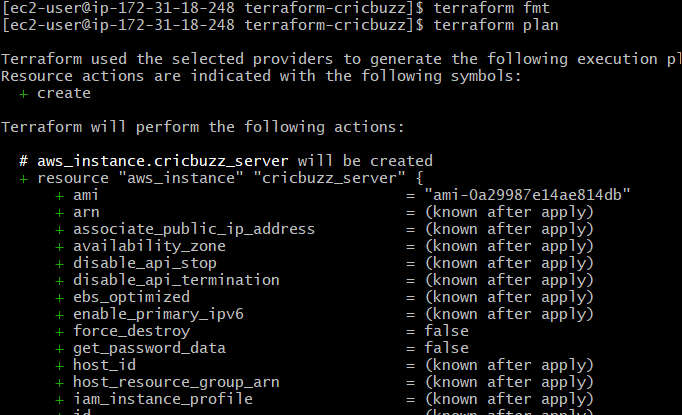 [ec2-user@ip-172-31-18-248 terraform-cricbuzz]$ terraform fmt
[ec2-user@ip-172-31-18-248 terraform-cricbuzz]$ terraform plan
Terraform used the selected providers to generate the following execution pl
Resource actions are indicated with the following symbols:
+ create
Terraform will perform the following actions:
# aws_instance.cricbuzz_server will be created
+ resource "aws_instance" "cricbuzz_server" {
+ ami = "ami-0a29987e14ae814db"
+ arn = (known after apply)
+ associate_public_ip_address = (known after apply)
+ availability_zone = (known after apply)
+ disable_api_stop = (known after apply)
+ disable_api_termination = (known after apply)
+ ebs_optimized = (known after apply)
+ enable_primary_ipv6 = (known after apply)
+ force_destroy = false
+ get_password_data = false
+ host_id = (known after apply)
+ host_resource_group_arn = (known after apply)
+ iam_instance_profile = (known after apply)
+ id = (known after apply)